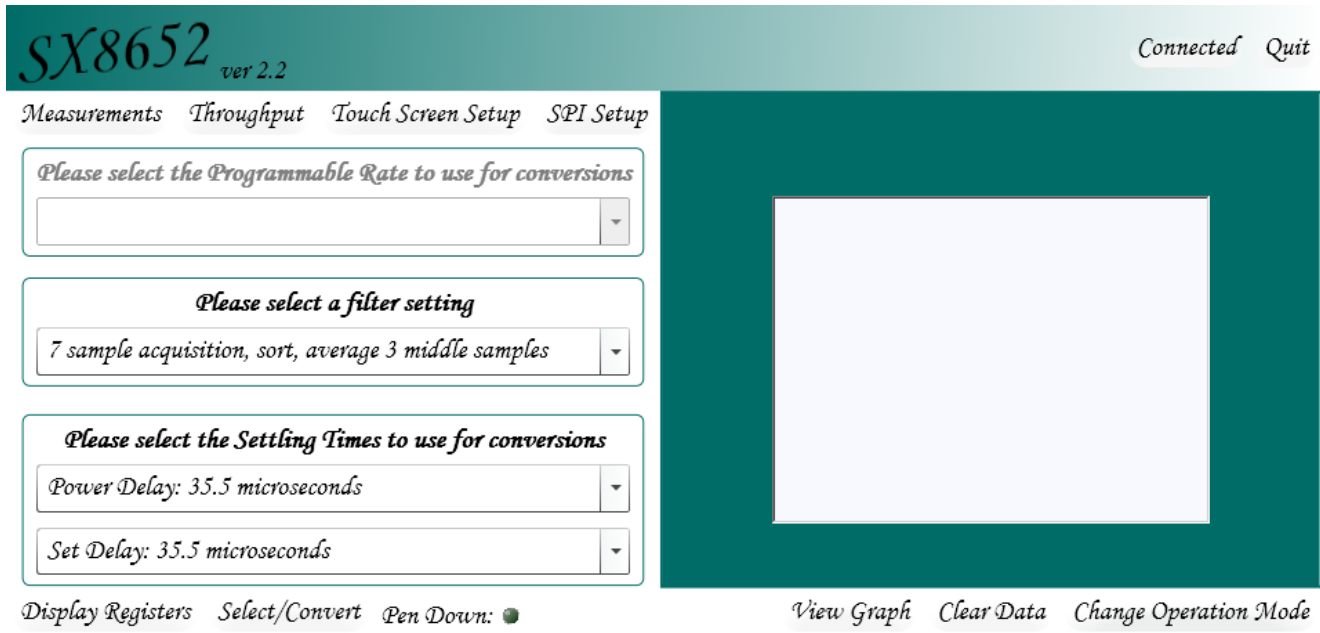 SX8652 ver 2.2
Connected Quit
Measurements Throughput Touch Screen Setup SPI Setup
Please select the Programmable Rate to use for conversions
Please select a filter setting
7 sample acquisition, sort, average 3 middle samples
Please select the Settling Times to use for conversions
Power Delay: 35.5 microseconds
Set Delay: 35.5 microseconds
Display Registers Select/Convert Pen Down:
View Graph Clear Data Change Operation Mode